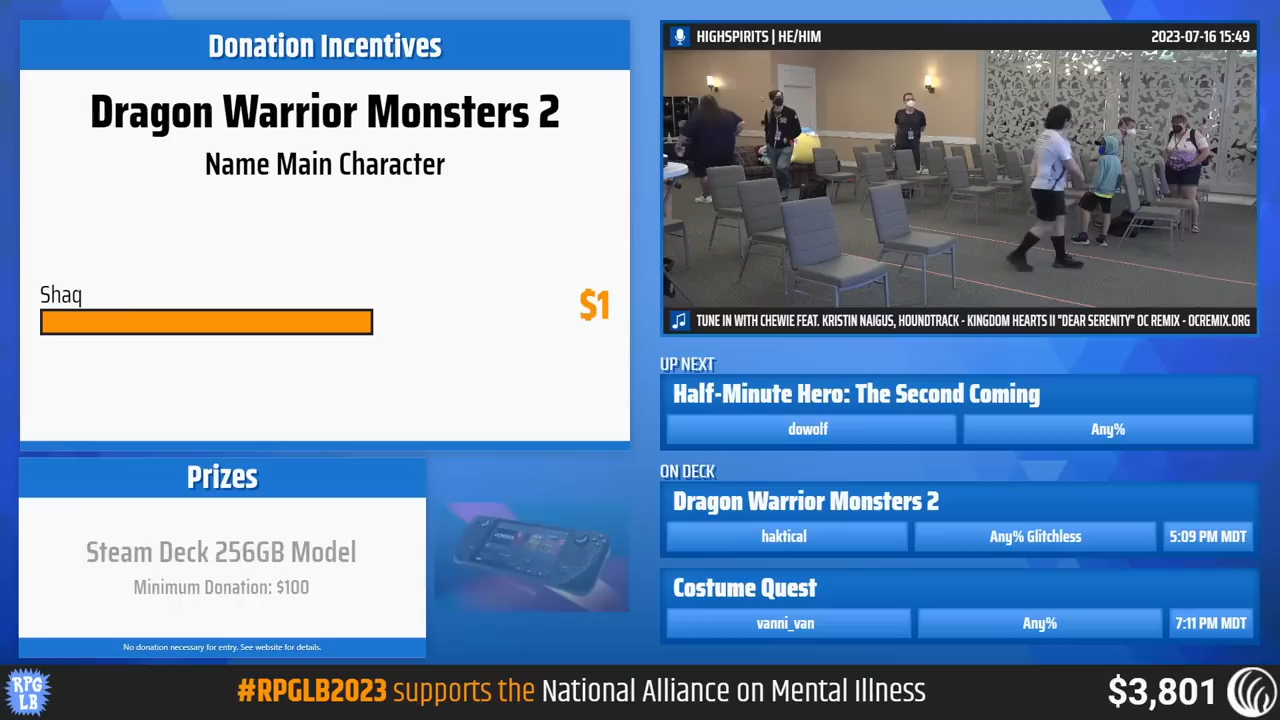 Donation Incentives
Dragon Warrior Monsters 2
Name Main Character
Shaq
$1
Prizes
Steam Deck 256GB Model
Minimum Donation: $100
No donation necessary for entry. See website for details.
HIGHSPIRITS | HE/HIM
2023-07-16 15:49
TUNE IN WITH CHEWIE FEAT. KRISTIN NAIGUS, HOUNDTRACK - KINGDOM HEARTS II "DEAR SERENITY" OC REMIX - OCREMIX.ORG
UP NEXT
Half-Minute Hero: The Second Coming
dowolf
Any%
ON DECK
Dragon Warrior Monsters 2
haktical
Any% Glitchless
5:09 PM MDT
Costume Quest
vanni_van
Any%
7:11 PM MDT
RPG
LB
#RPGLB2023 supports the National Alliance on Mental Illness
$3,801